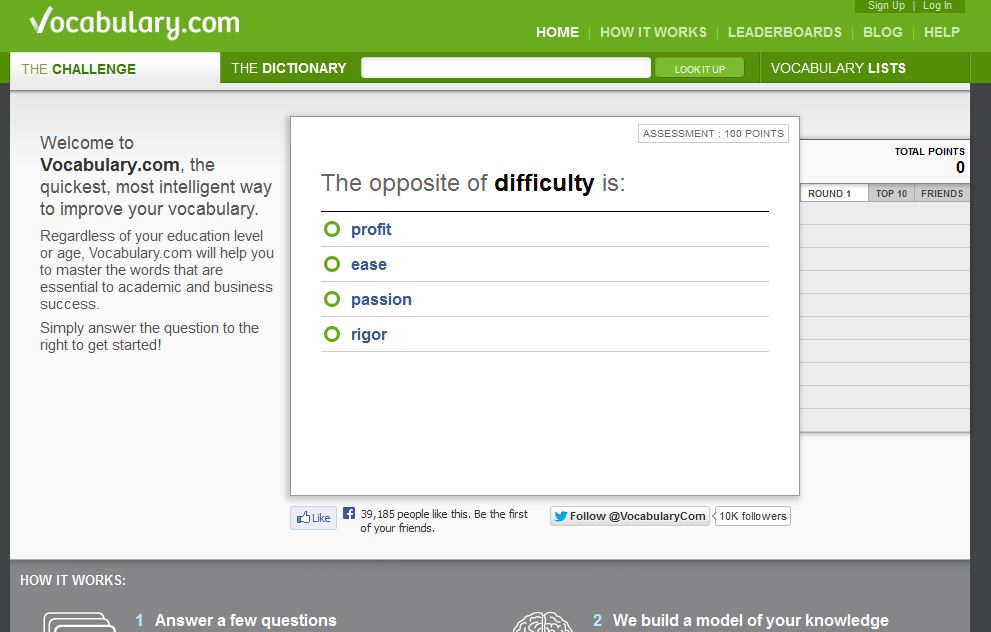 Sign Up | Log In
Vocabulary.com
HOME | HOW IT WORKS | LEADERBOARDS | BLOG | HELP
THE CHALLENGE
THE DICTIONARY
LOOK IT UP
VOCABULARY LISTS
Welcome to
Vocabulary.com, the
quickest, most intelligent way
to improve your vocabulary.
Regardless of your education level
or age, Vocabulary.com will help you
to master the words that are
essential to academic and business
success.
Simply answer the question to the
right to get started!
ASSESSMENT : 100 POINTS
The opposite of difficulty is:
profit
ease
passion
rigor
TOTAL POINTS
0
ROUND 1
TOP 10
FRIENDS
Like
39,185 people like this. Be the first
of your friends.
Follow @VocabularyCom
10K followers
HOW IT WORKS:
1 Answer a few questions
2 We build a model of your knowledge